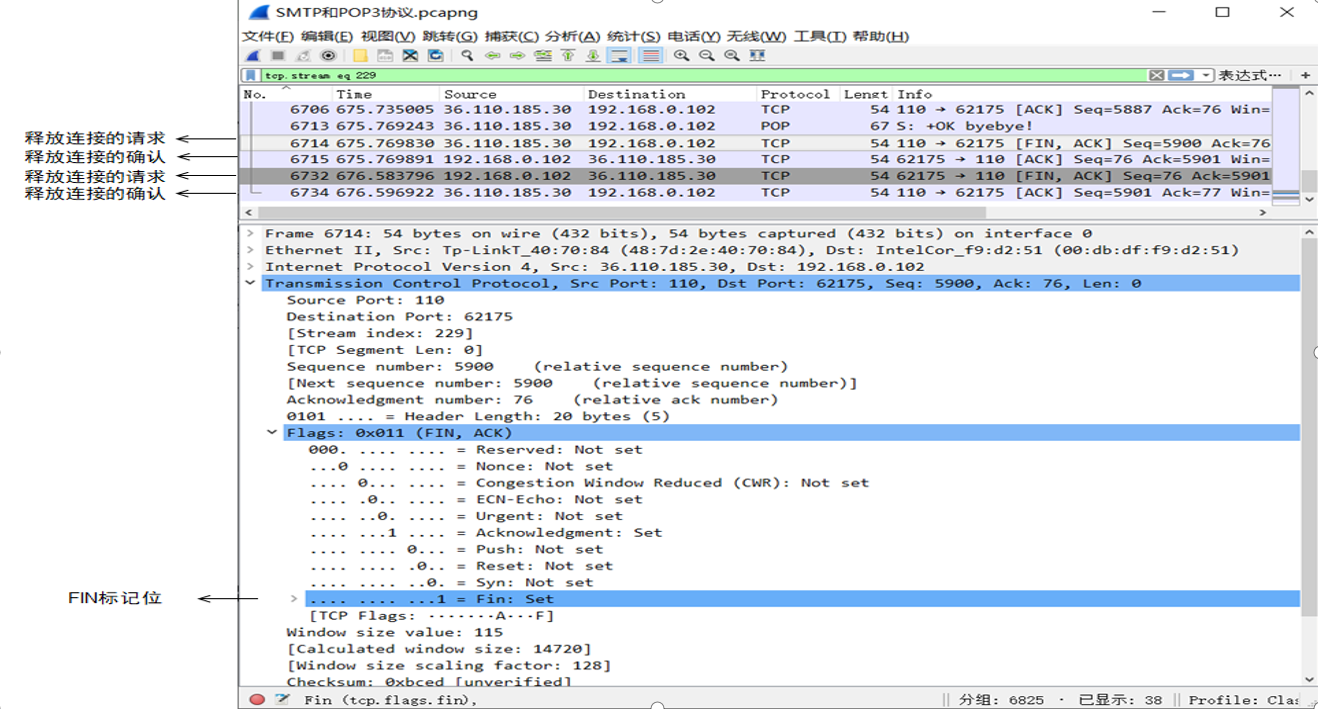 SMTP和POP3协议.pcapng
文件(F) 编辑(E) 视图(V) 跳转(G) 捕获(C) 分析(A) 统计(S) 电话(Y) 无线(W) 工具(T) 帮助(H)
tcp.stream eq 229 表达式… +
No. Time Source Destination Protocol Lengt Info
6706 675.735005 36.110.185.30 192.168.0.102 TCP 54 110 → 62175 [ACK] Seq=5887 Ack=76 Win=
6713 675.769243 36.110.185.30 192.168.0.102 POP 67 S: +OK byebye!
释放连接的请求 6714 675.769830 36.110.185.30 192.168.0.102 TCP 54 110 → 62175 [FIN, ACK] Seq=5900 Ack=76
释放连接的确认 6715 675.769891 192.168.0.102 36.110.185.30 TCP 54 62175 → 110 [ACK] Seq=76 Ack=5901 Win=
释放连接的请求 6732 676.583796 192.168.0.102 36.110.185.30 TCP 54 62175 → 110 [FIN, ACK] Seq=76 Ack=5901
释放连接的确认 6734 676.596922 36.110.185.30 192.168.0.102 TCP 54 110 → 62175 [ACK] Seq=5901 Ack=77 Win=
Frame 6714: 54 bytes on wire (432 bits), 54 bytes captured (432 bits) on interface 0
Ethernet II, Src: Tp-LinkT_40:70:84 (48:7d:2e:40:70:84), Dst: IntelCor_f9:d2:51 (00:db:df:f9:d2:51)
Internet Protocol Version 4, Src: 36.110.185.30, Dst: 192.168.0.102
Transmission Control Protocol, Src Port: 110, Dst Port: 62175, Seq: 5900, Ack: 76, Len: 0
Source Port: 110
Destination Port: 62175
[Stream index: 229]
[TCP Segment Len: 0]
Sequence number: 5900 (relative sequence number)
[Next sequence number: 5900 (relative sequence number)]
Acknowledgment number: 76 (relative ack number)
0101 .... = Header Length: 20 bytes (5)
Flags: 0x011 (FIN, ACK)
000. .... .... = Reserved: Not set
...0 .... .... = Nonce: Not set
.... 0... .... = Congestion Window Reduced (CWR): Not set
.... .0.. .... = ECN-Echo: Not set
.... ..0. .... = Urgent: Not set
.... ...1 .... = Acknowledgment: Set
.... .... 0... = Push: Not set
.... .... .0.. = Reset: Not set
.... .... ..0. = Syn: Not set
FIN标记位 .... .... ...1 = Fin: Set
[TCP Flags: ·······A···F]
Window size value: 115
[Calculated window size: 14720]
[Window size scaling factor: 128]
Checksum: 0xbced [unverified]
Fin (tcp.flags.fin), 分组: 6825 · 已显示: 38 Profile: Clas